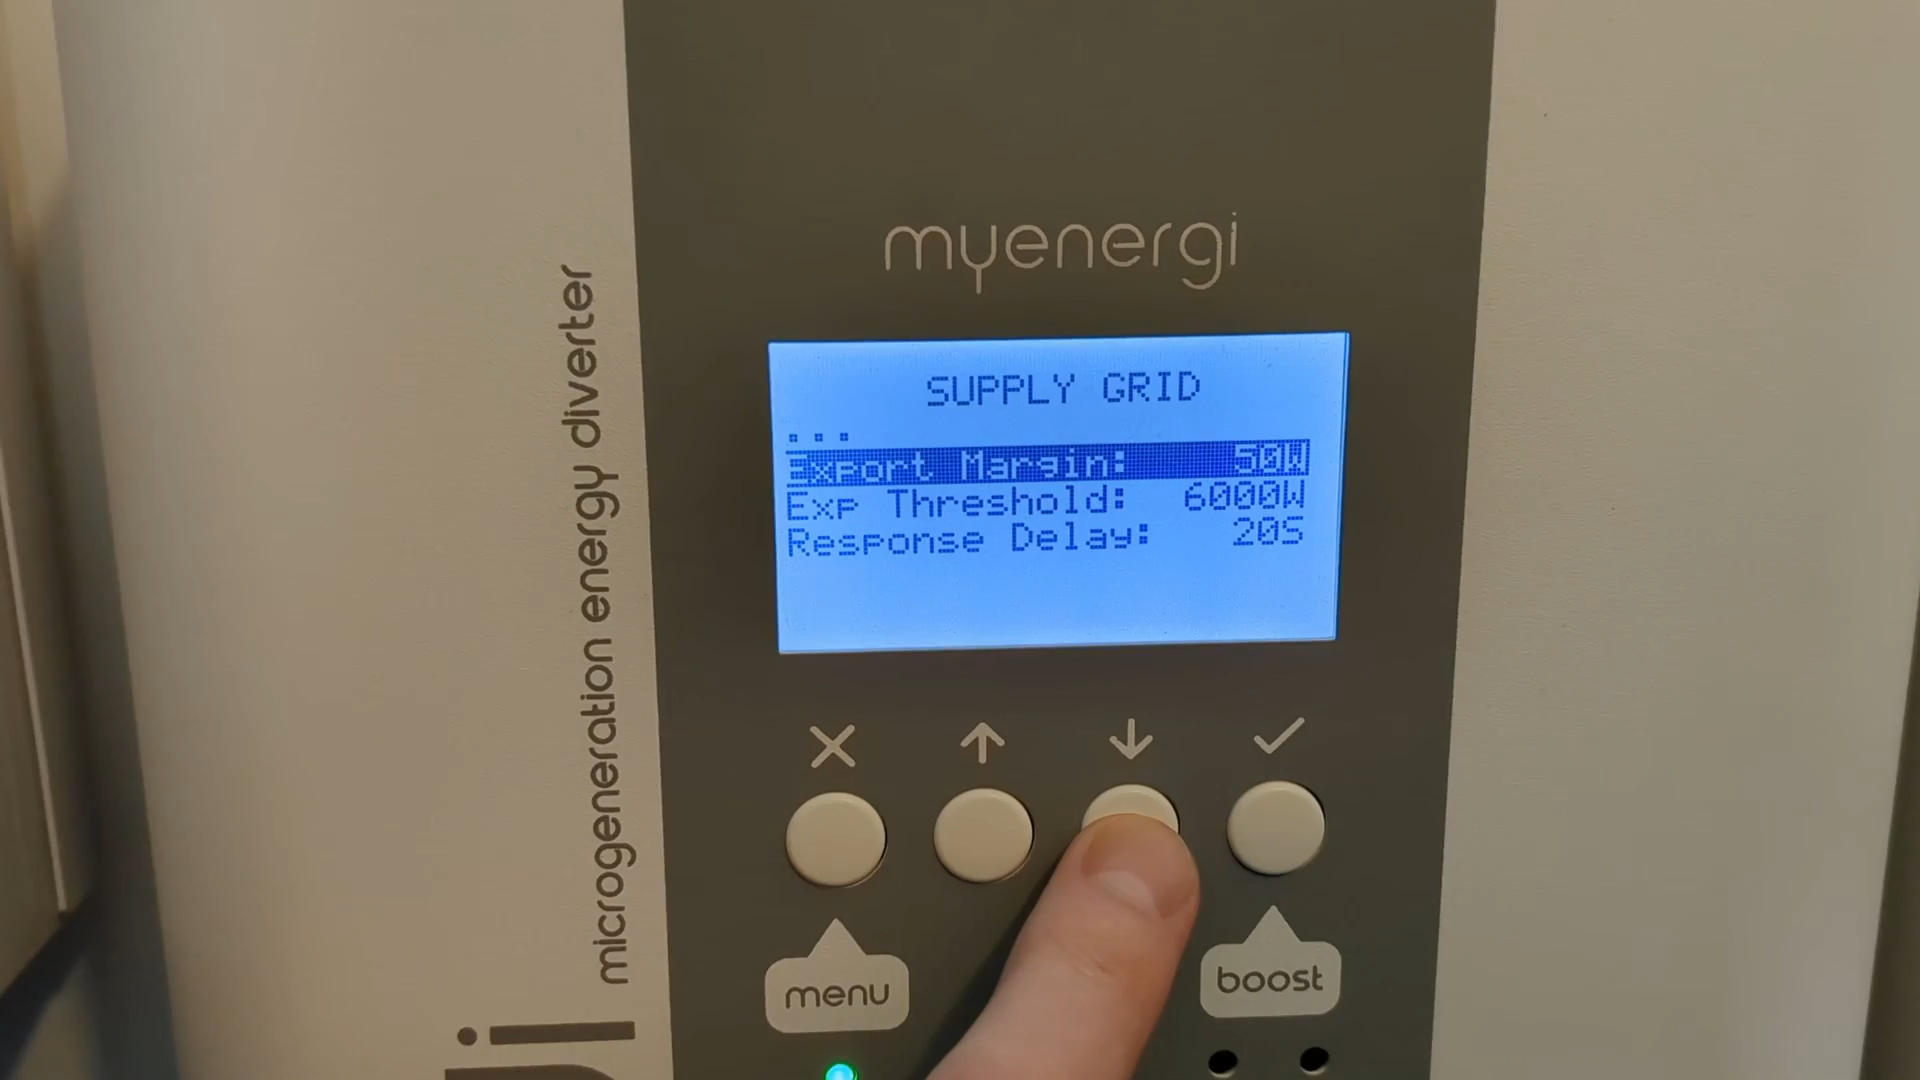 myenergi
SUPPLY GRID
...
Export Margin: 50W
Exp Threshold: 6000W
Response Delay: 20S
menu
boost
microgeneration energy diverter